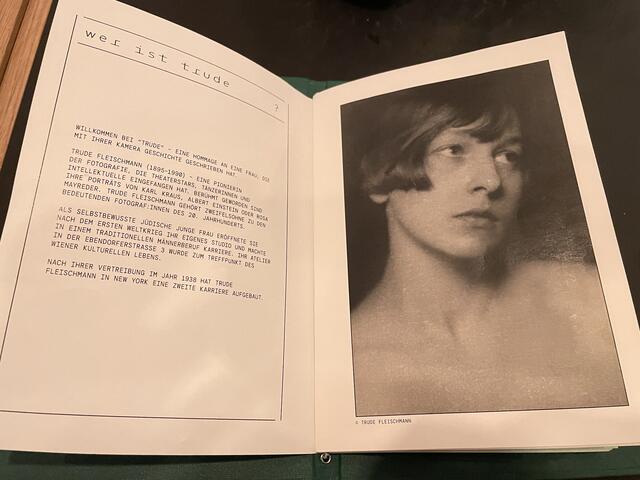 wer ist trude
?
WILLKOMMEN BEI "TRUDE" - EINE HOMMAGE AN EINE FRAU, DIE
MIT IHRER KAMERA GESCHICHTE GESCHRIEBEN HAT.
TRUDE FLEISCHMANN (1895-1990) - EINE PIONIERIN
DER FOTOGRAFIE, DIE THEATERSTARS, TÄNZERINNEN UND
INTELLEKTUELLE EINGEFANGEN HAT. BERÜHMT GEWORDEN SIND
IHRE PORTRÄTS VON KARL KRAUS, ALBERT EINSTEIN ODER ROSA
MAYREDER. TRUDE FLEISCHMANN GEHÖRT ZWEIFELSOHNE ZU DEN
BEDEUTENDEN FOTOGRAF:INNEN DES 20. JAHRHUNDERTS.
ALS SELBSTBEWUSSTE JÜDISCHE JUNGE FRAU ERÖFFNETE SIE
NACH DEM ERSTEN WELTKRIEG IHR EIGENES STUDIO UND MACHTE
IN EINEM TRADITIONELLEN MÄNNERBERUF KARRIERE. IHR ATELIER
IN DER EBENDORFERSTRASSE 3 WURDE ZUM TREFFPUNKT DES
WIENER KULTURELLEN LEBENS.
NACH IHRER VERTREIBUNG IM JAHR 1938 HAT TRUDE
FLEISCHMANN IN NEW YORK EINE ZWEITE KARRIERE AUFGEBAUT.
© TRUDE FLEISCHMANN